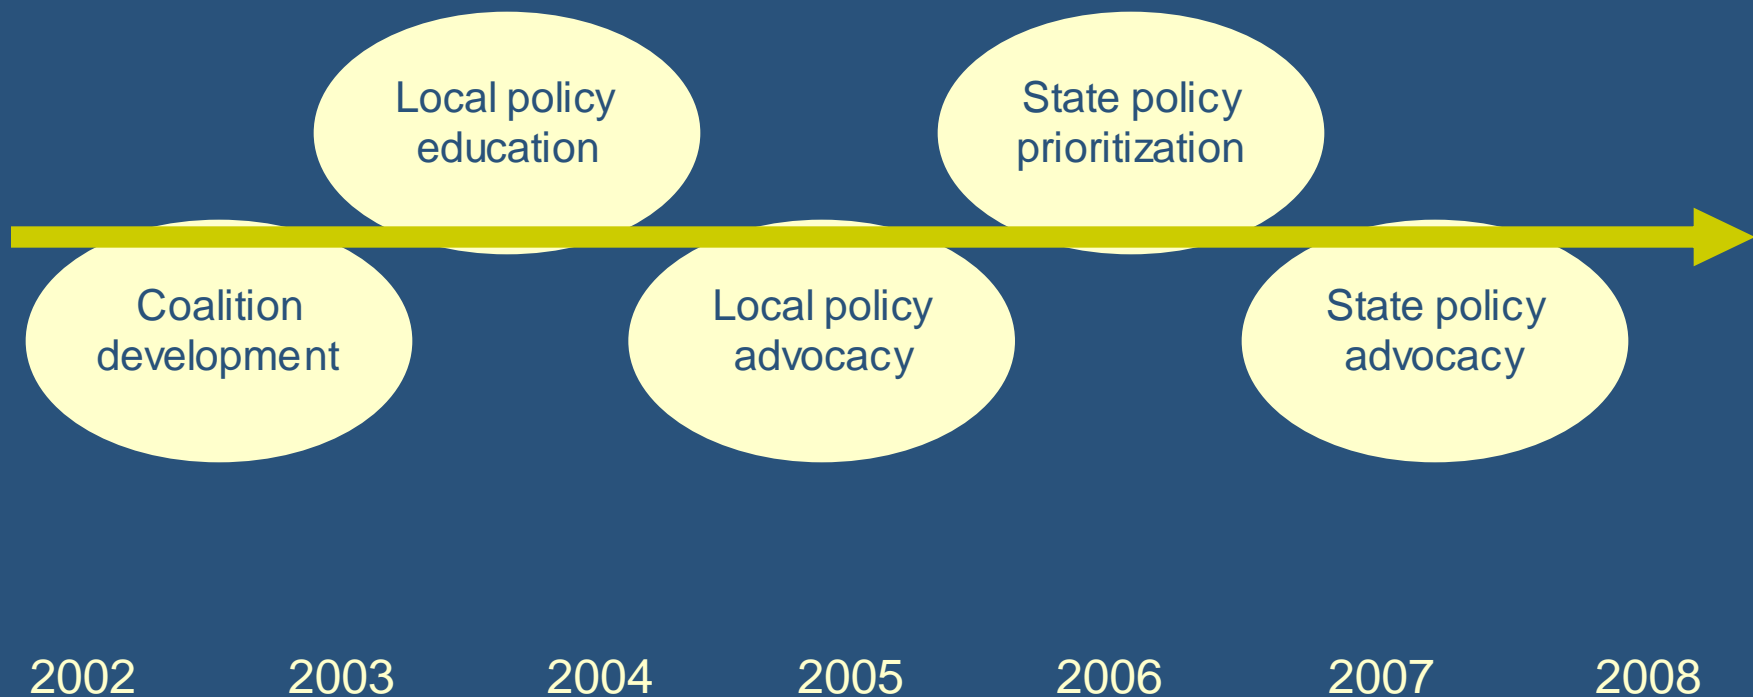 Local policy
education
State policy
prioritization
Coalition
development
Local policy
advocacy
State policy
advocacy
2002 2003 2004 2005 2006 2007 2008